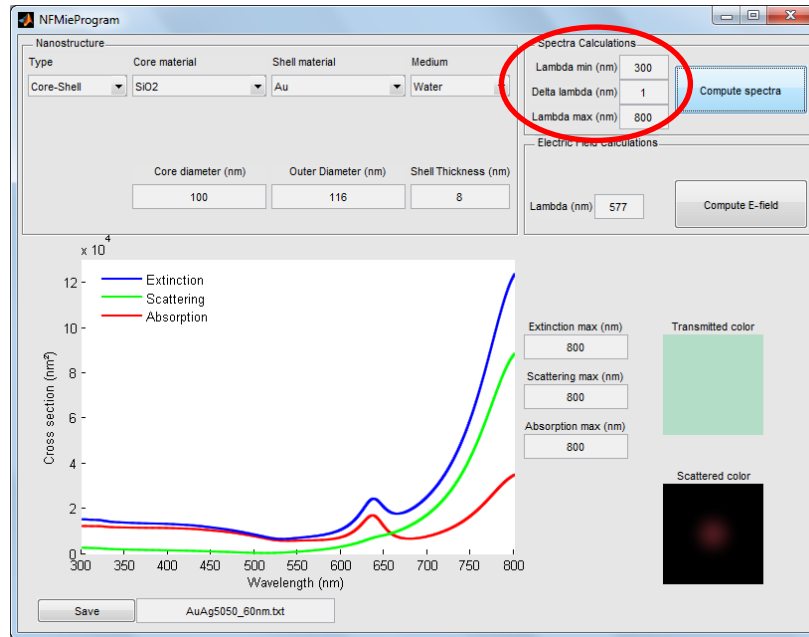 NFMieProgram
Nanostructure
Type Core material Shell material Medium
Core-Shell SiO2 Au Water
Core diameter (nm) Outer Diameter (nm) Shell Thickness (nm)
100 116 8
Spectra Calculations
Lambda min (nm) 300
Delta lambda (nm) 1
Lambda max (nm) 800
Compute spectra
Electric Field Calculations
Lambda (nm) 577
Compute E-field
x 10^4
12
10
8
6
4
2
0
Cross section (nm²)
Extinction
Scattering
Absorption
300 350 400 450 500 550 600 650 700 750 800
Wavelength (nm)
Extinction max (nm)
800
Scattering max (nm)
800
Absorption max (nm)
800
Transmitted color
Scattered color
Save AuAg5050_60nm.txt